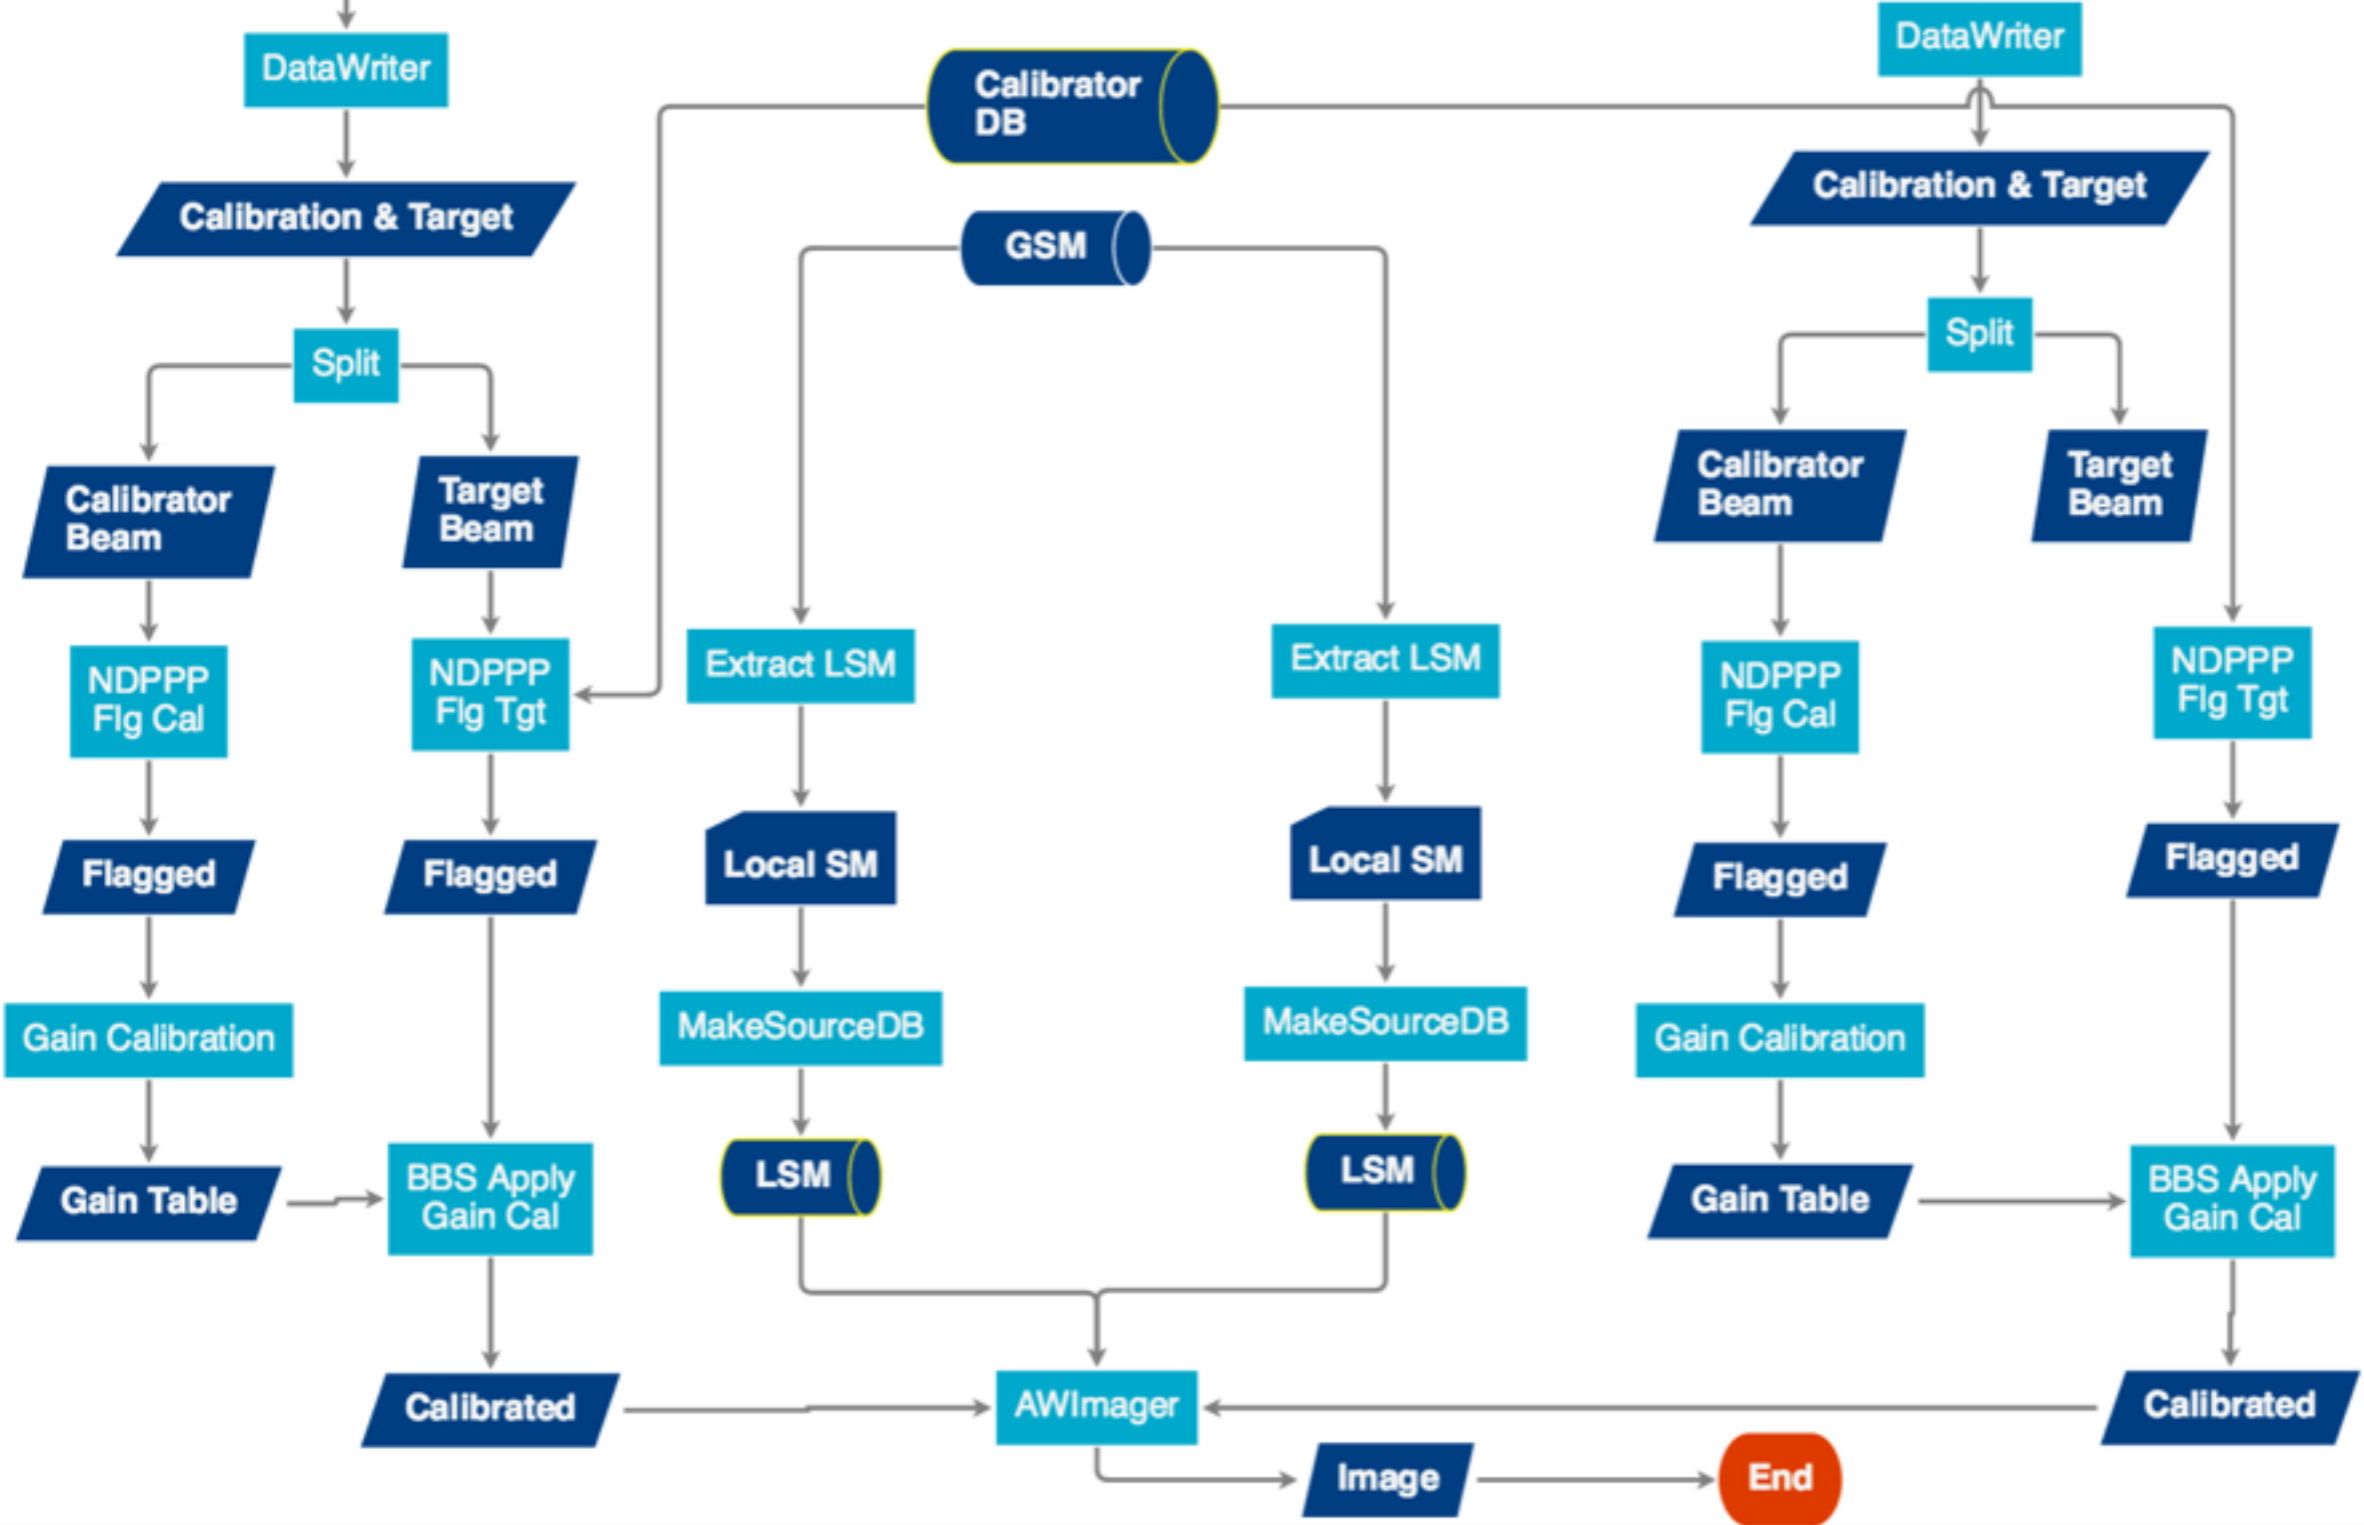 DataWriter
Calibration & Target
Split
Calibrator
Beam
Target
Beam
NDPPP
Flg Cal
NDPPP
Flg Tgt
Flagged
Flagged
Gain Calibration
Gain Table
BBS Apply
Gain Cal
Calibrated
Calibrator
DB
GSM
Extract LSM
Extract LSM
Local SM
Local SM
MakeSourceDB
MakeSourceDB
LSM
LSM
AWImager
Image
End
DataWriter
Calibration & Target
Split
Calibrator
Beam
Target
Beam
NDPPP
Flg Cal
NDPPP
Flg Tgt
Flagged
Flagged
Gain Calibration
Gain Table
BBS Apply
Gain Cal
Calibrated